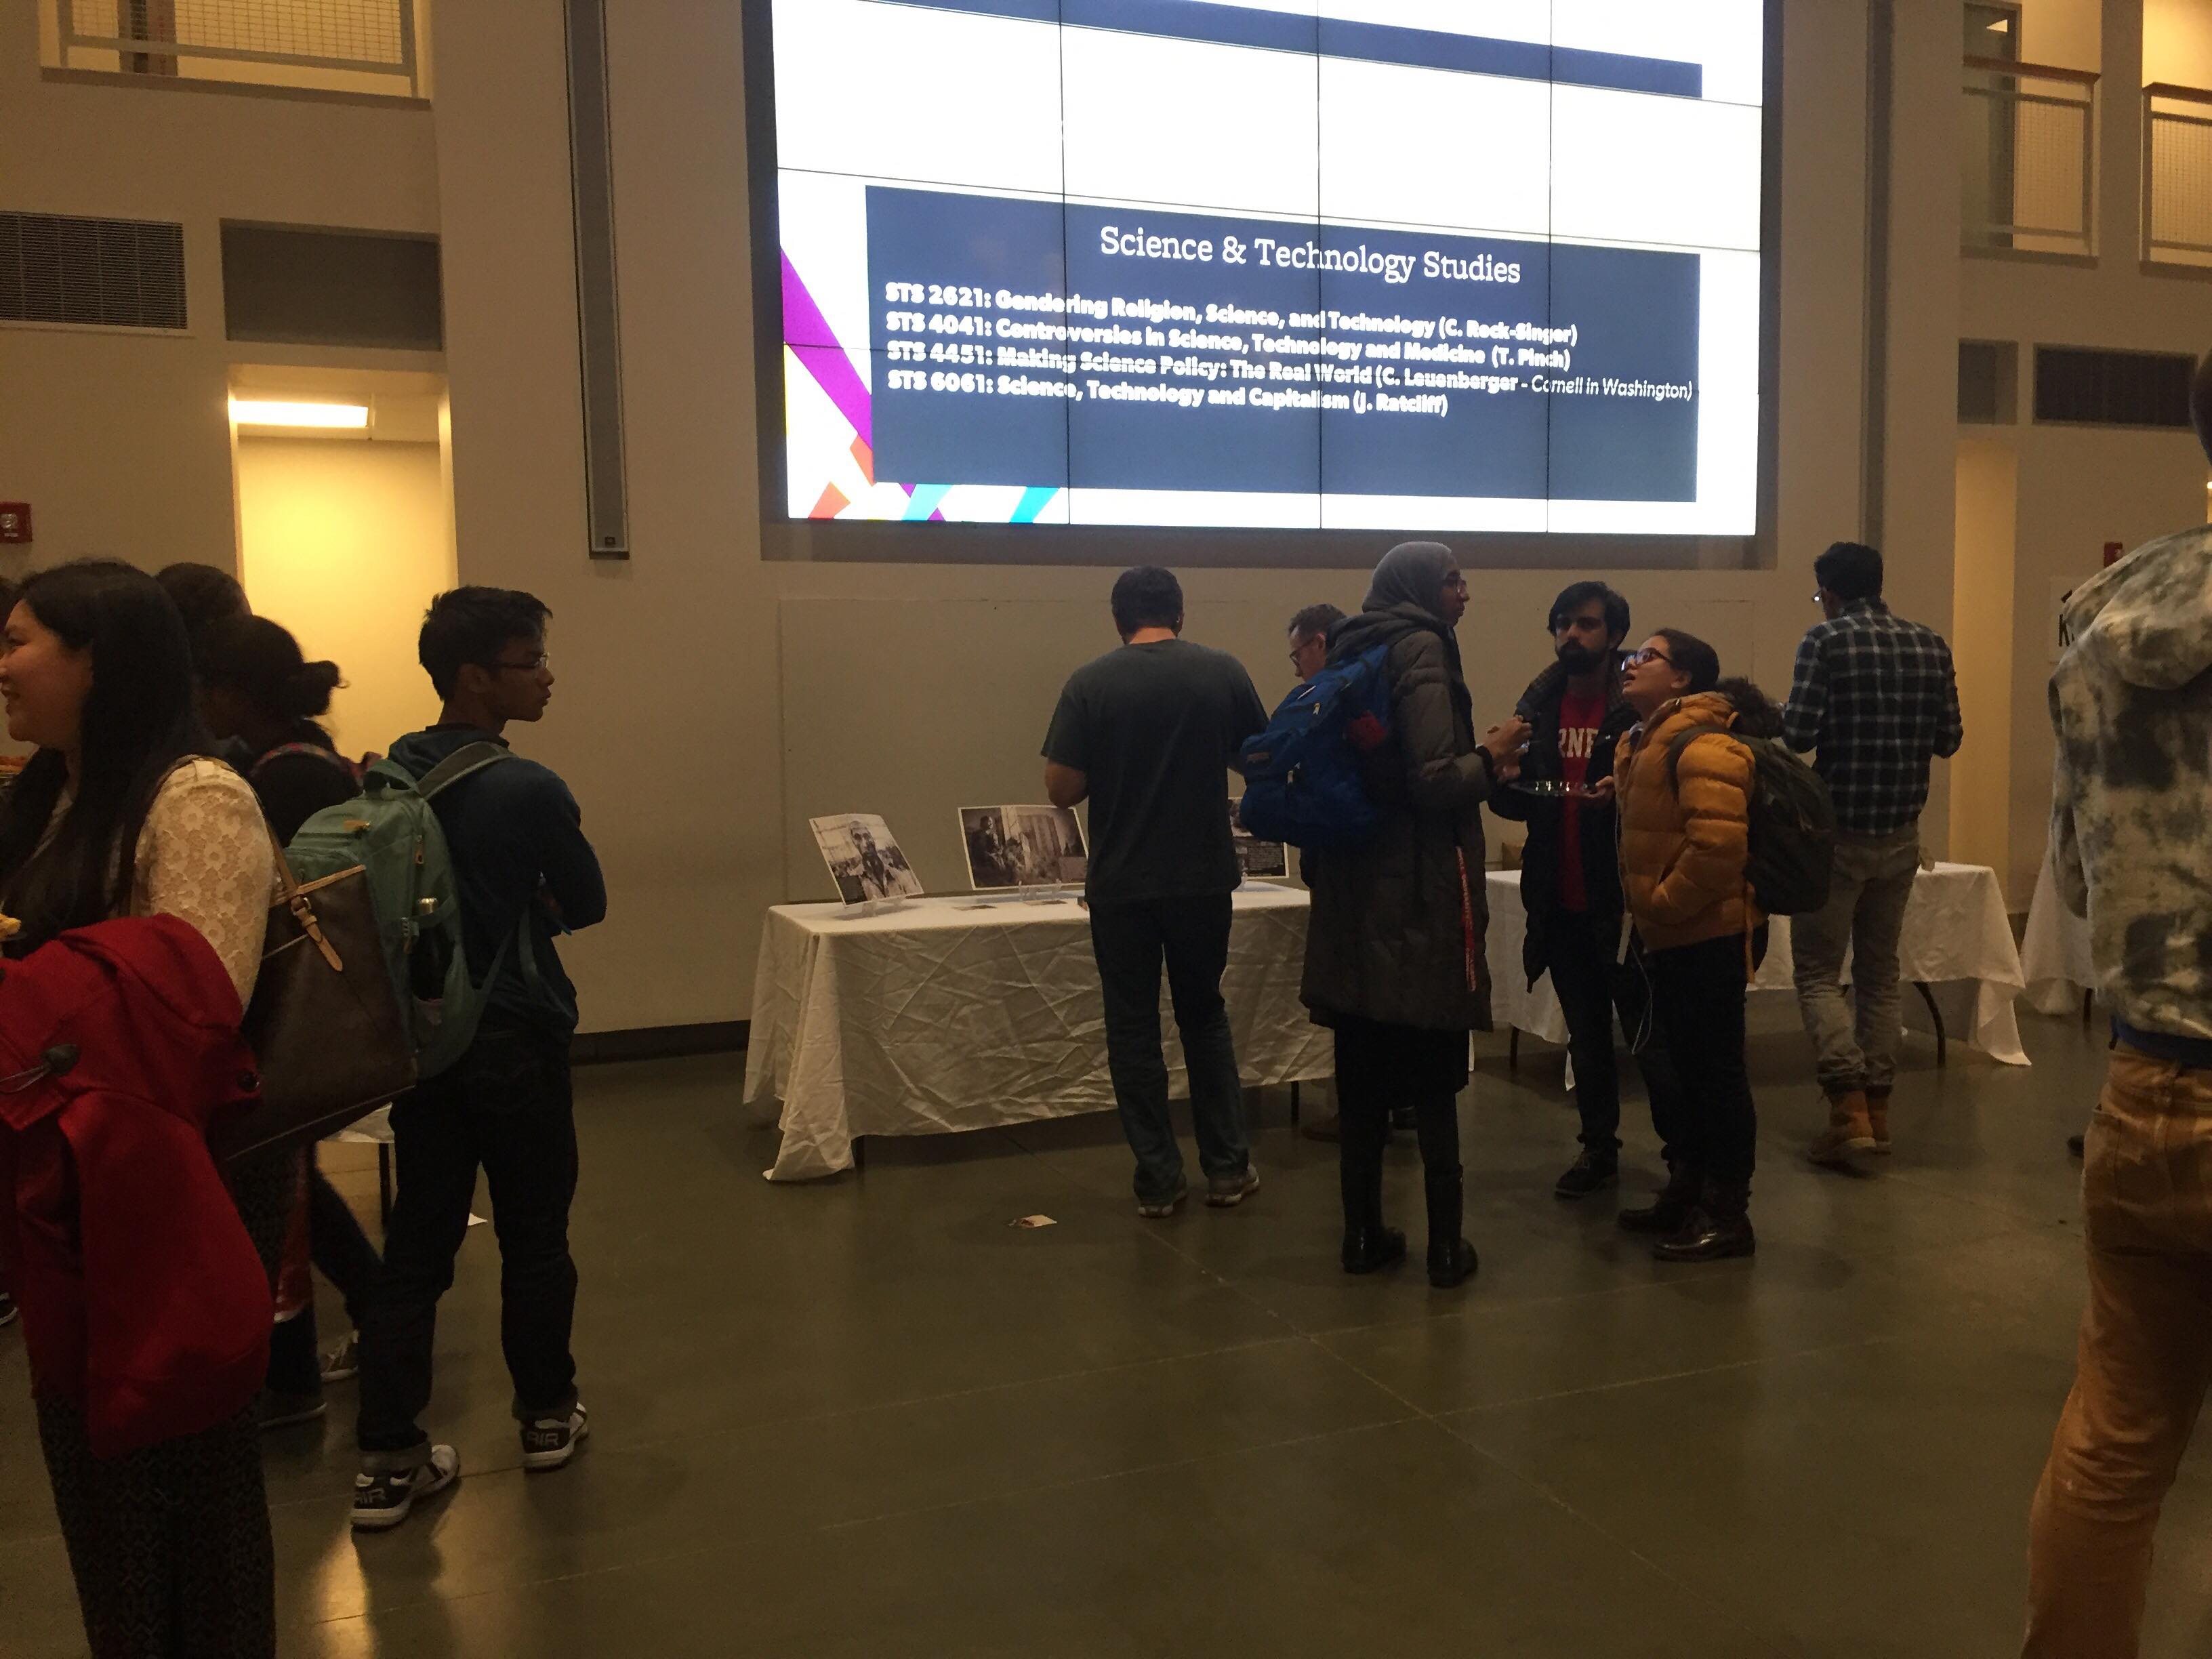 Science & Technology Studies
STS 2621: Gendering Religion, Science, and Technology (C. Rock-Singer)
STS 4041: Controversies in Science, Technology and Medicine (T. Pinch)
STS 4451: Making Science Policy: The Real World (C. Leuenberger - Cornell in Washington)
STS 6061: Science, Technology and Capitalism (J. Ratcliff)
RNE
K
AIR
AIR